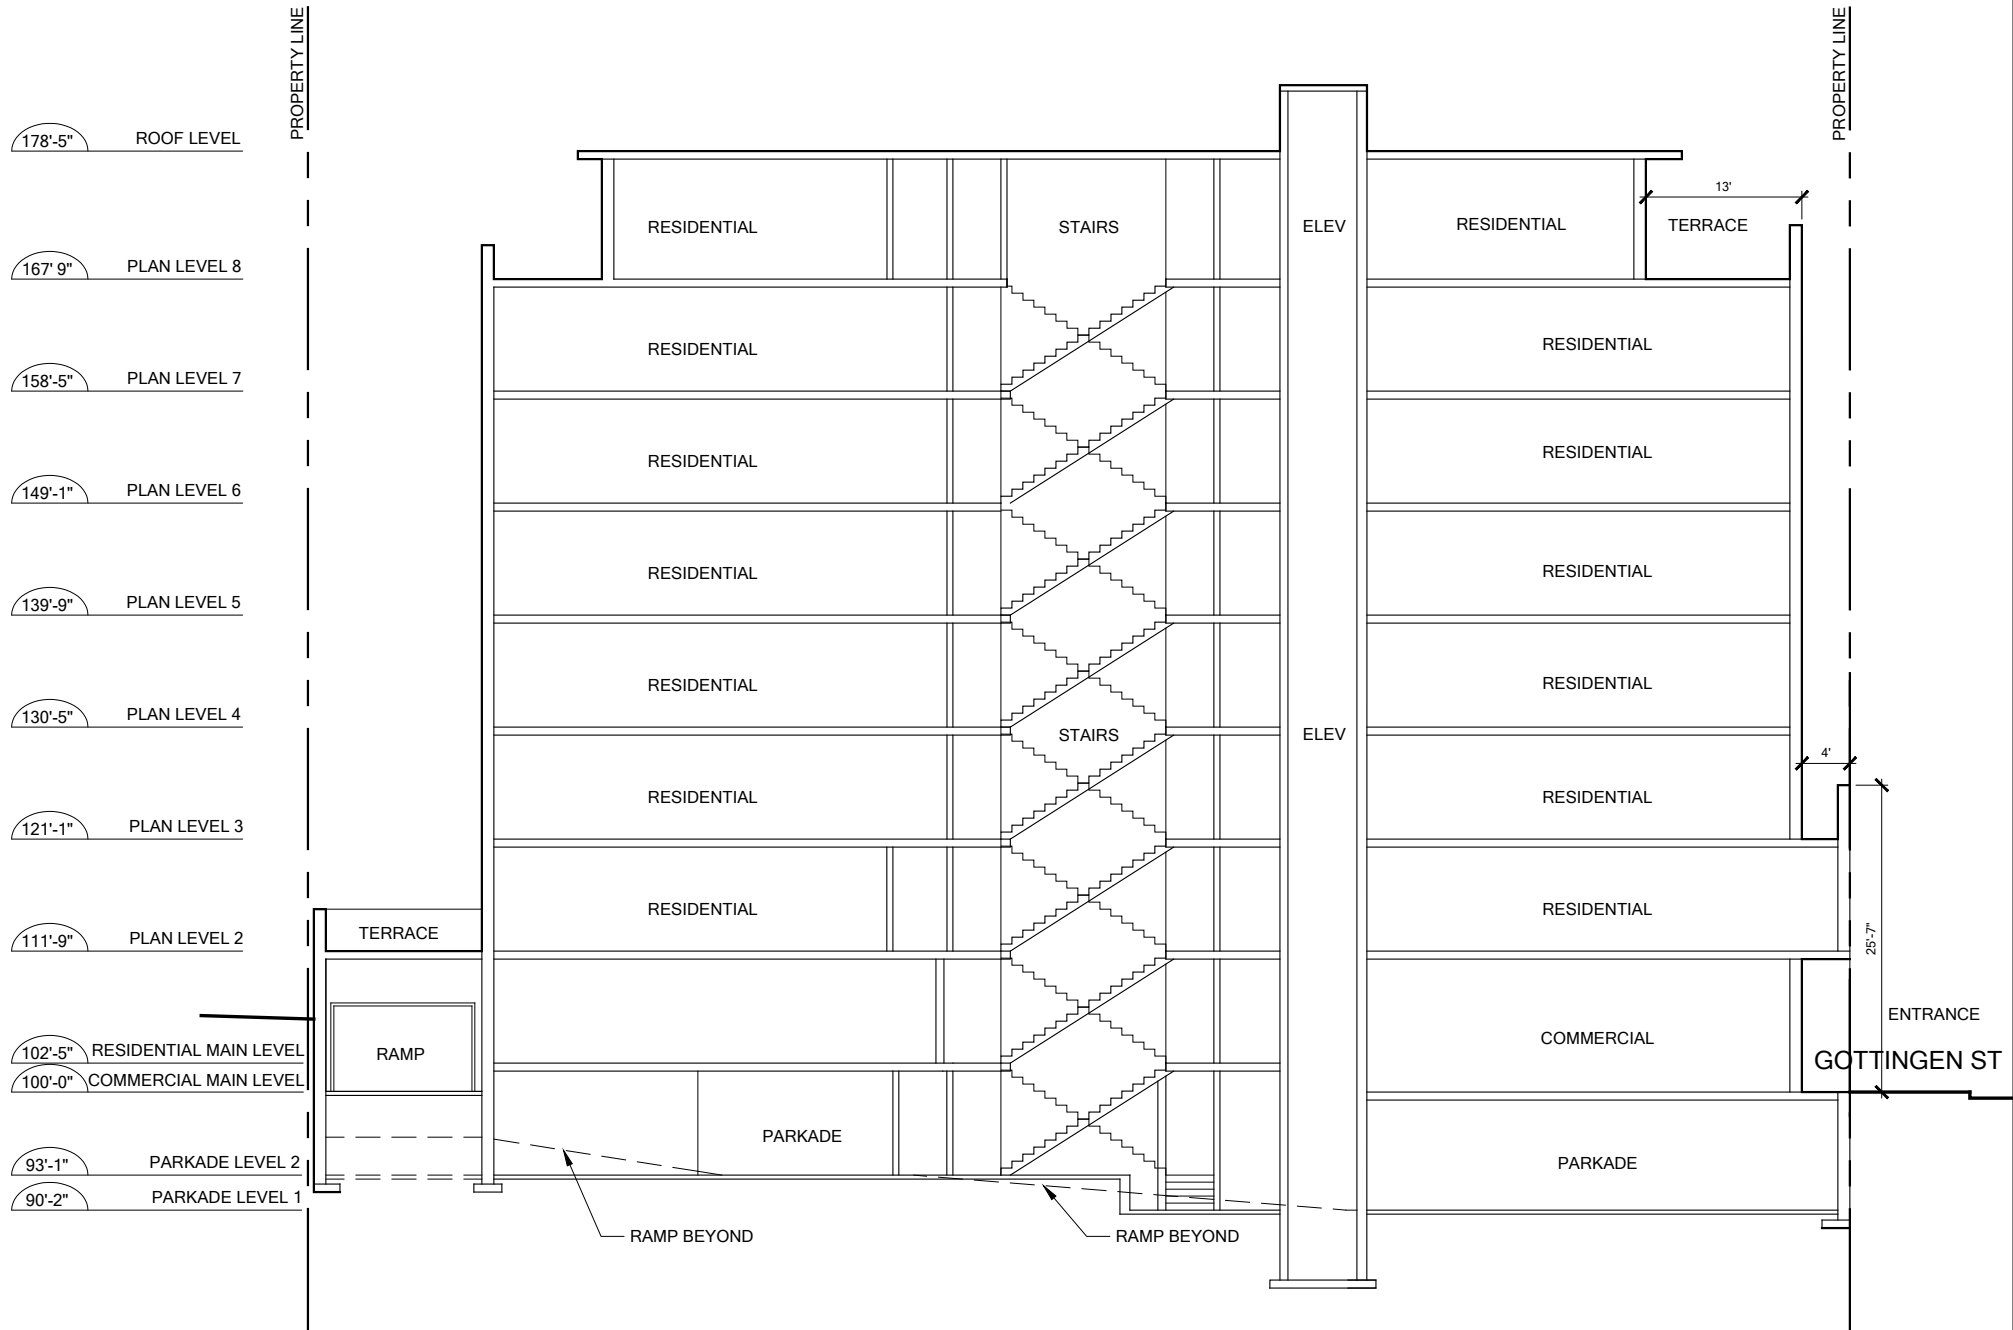 PROPERTY LINE
PROPERTY LINE
178'-5" ROOF LEVEL
13'
RESIDENTIAL STAIRS ELEV RESIDENTIAL TERRACE
167' 9" PLAN LEVEL 8
RESIDENTIAL RESIDENTIAL
158'-5" PLAN LEVEL 7
RESIDENTIAL RESIDENTIAL
149'-1" PLAN LEVEL 6
RESIDENTIAL RESIDENTIAL
139'-9" PLAN LEVEL 5
RESIDENTIAL RESIDENTIAL
130'-5" PLAN LEVEL 4
STAIRS ELEV
4'
RESIDENTIAL RESIDENTIAL
121'-1" PLAN LEVEL 3
RESIDENTIAL RESIDENTIAL
111'-9" PLAN LEVEL 2
TERRACE
25'-7"
ENTRANCE
102'-5" RESIDENTIAL MAIN LEVEL
RAMP
COMMERCIAL
GOTTINGEN ST
100'-0" COMMERCIAL MAIN LEVEL
PARKADE
93'-1" PARKADE LEVEL 2
PARKADE
90'-2" PARKADE LEVEL 1
RAMP BEYOND RAMP BEYOND